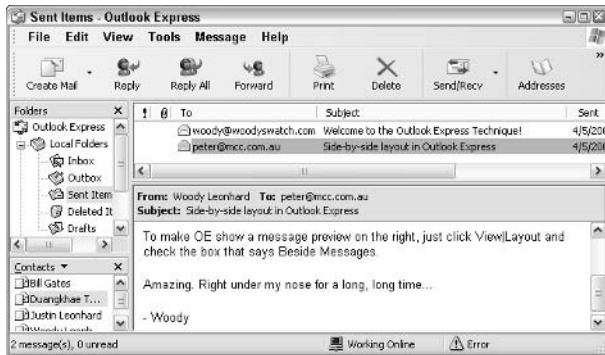 Sent Items - Outlook Express
File Edit View Tools Message Help
Create Mail Reply Reply All Forward Print Delete Send/Recv Addresses »
Folders ! To Subject Sent
Outlook Express woody@woodyswatch.com Welcome to the Outlook Express Technique! 4/5/200
Local Folders peter@mcc.com.au Side-by-side layout in Outlook Express 4/5/200
Inbox
Outbox
Sent Item
Deleted It
Drafts
From: Woody Leonhard To: peter@mcc.com.au
Subject: Side-by-side layout in Outlook Express
To make OE show a message preview on the right, just click View|Layout and
check the box that says Beside Messages.
Amazing. Right under my nose for a long, long time...
- Woody
Contacts
Bill Gates
Duangkhae T...
Justin Leonhard
2 message(s), 0 unread Working Online Error